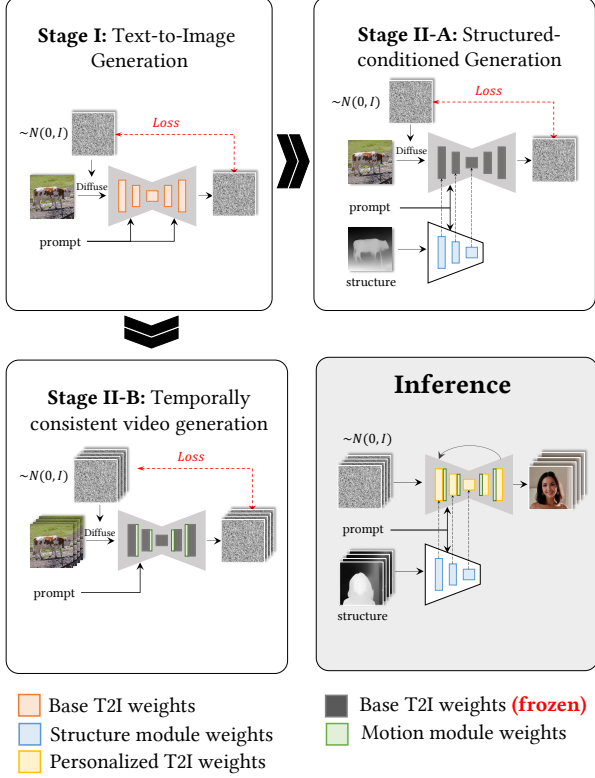 Stage I: Text-to-Image
Generation
~N(0, I)
Loss
Diffuse
prompt
Stage II-A: Structured-
conditioned Generation
~N(0, I)
Loss
Diffuse
prompt
structure
Stage II-B: Temporally
consistent video generation
~N(0, I)
Loss
Diffuse
prompt
Inference
~N(0, I)
prompt
structure
Base T2I weights
Structure module weights
Personalized T2I weights
Base T2I weights (frozen)
Motion module weights